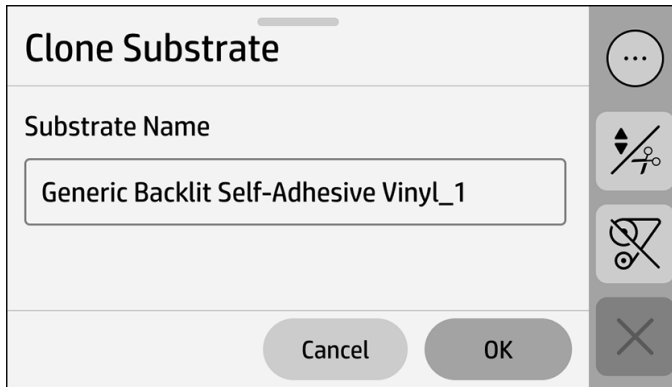 Clone Substrate
Substrate Name
Generic Backlit Self-Adhesive Vinyl_1
Cancel
OK